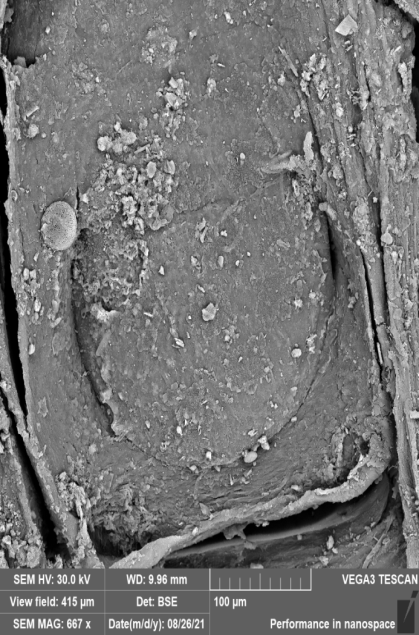 SEM HV: 30.0 kV WD: 9.96 mm VEGA3 TESCAN
View field: 415 µm Det: BSE 100 µm
SEM MAG: 667 x Date(m/d/y): 08/26/21 Performance in nanospace